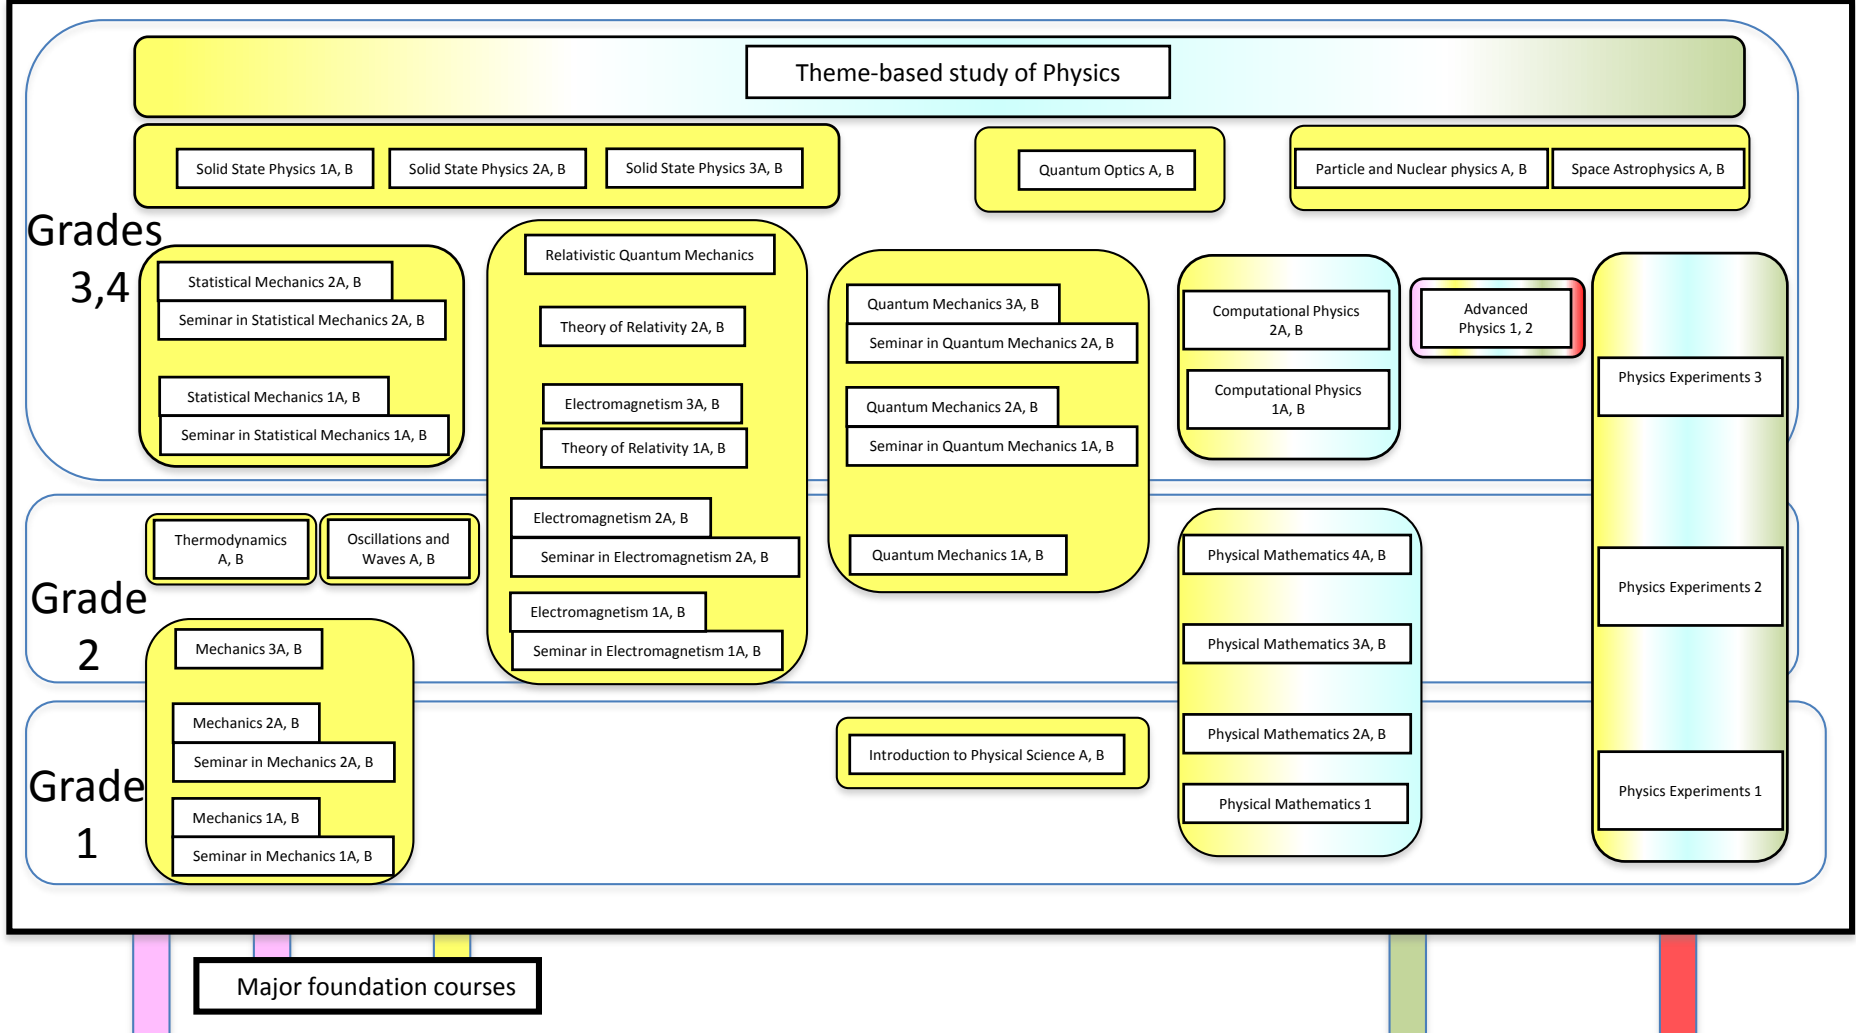 Theme-based study of Physics
Solid State Physics 1A, B
Solid State Physics 2A, B
Solid State Physics 3A, B
Quantum Optics A, B
Particle and Nuclear physics A, B
Space Astrophysics A, B
Grades
3,4
Statistical Mechanics 2A, B
Seminar in Statistical Mechanics 2A, B
Statistical Mechanics 1A, B
Seminar in Statistical Mechanics 1A, B
Relativistic Quantum Mechanics
Theory of Relativity 2A, B
Electromagnetism 3A, B
Theory of Relativity 1A, B
Electromagnetism 2A, B
Seminar in Electromagnetism 2A, B
Electromagnetism 1A, B
Seminar in Electromagnetism 1A, B
Quantum Mechanics 3A, B
Seminar in Quantum Mechanics 2A, B
Quantum Mechanics 2A, B
Seminar in Quantum Mechanics 1A, B
Quantum Mechanics 1A, B
Computational Physics
2A, B
Computational Physics
1A, B
Advanced
Physics 1, 2
Physics Experiments 3
Physics Experiments 2
Physics Experiments 1
Grade
2
Thermodynamics
A, B
Oscillations and
Waves A, B
Mechanics 3A, B
Mechanics 2A, B
Seminar in Mechanics 2A, B
Mechanics 1A, B
Seminar in Mechanics 1A, B
Physical Mathematics 4A, B
Physical Mathematics 3A, B
Physical Mathematics 2A, B
Physical Mathematics 1
Grade
1
Introduction to Physical Science A, B
Major foundation courses